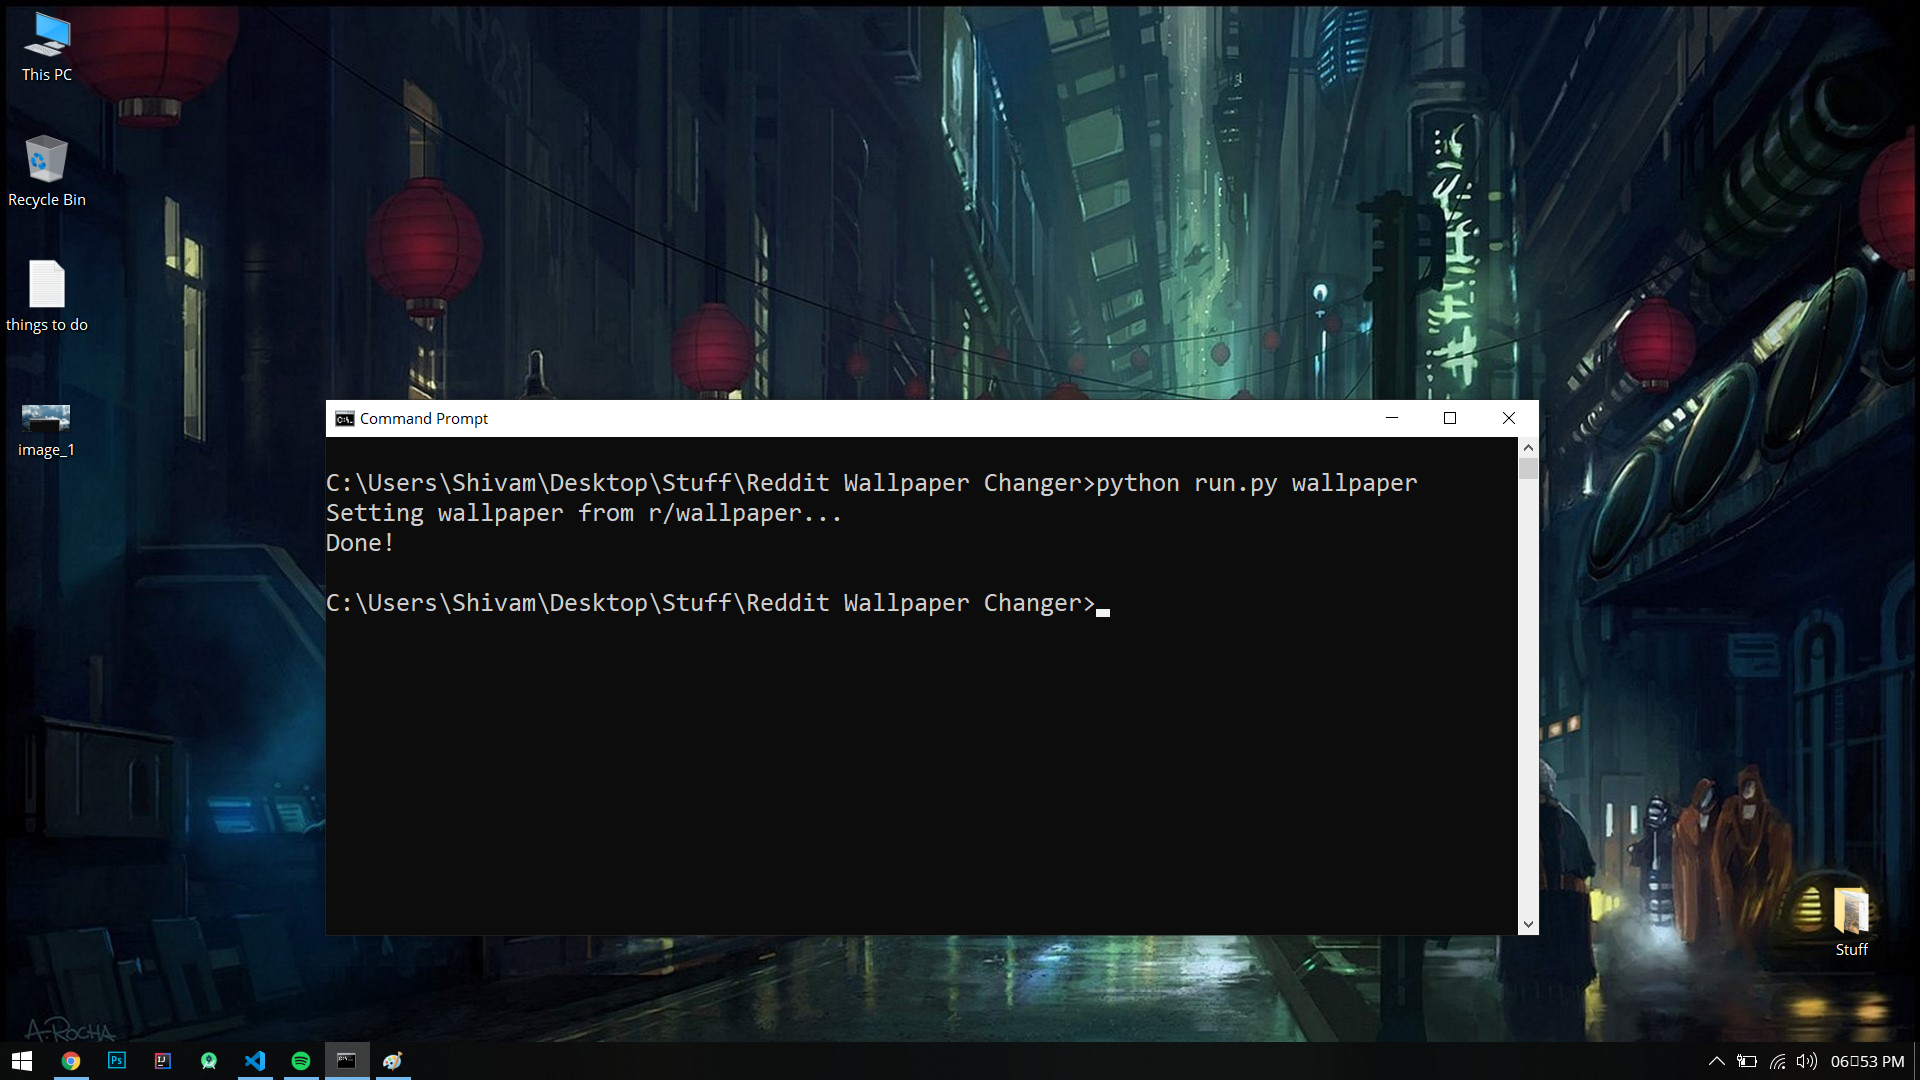 This PC
Recycle Bin
things to do
image_1
Command Prompt
C:\Users\Shivam\Desktop\Stuff\Reddit Wallpaper Changer>python run.py wallpaper
Setting wallpaper from r/wallpaper...
Done!
C:\Users\Shivam\Desktop\Stuff\Reddit Wallpaper Changer>
Stuff
A-ROCHA
Ps
IJ
06□53 PM